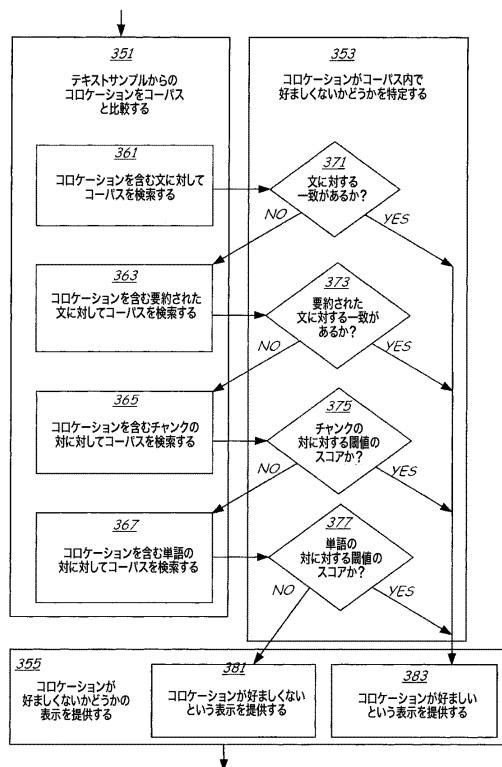 351
テキストサンプルからの
コロケーションをコーパス
と比較する
353
コロケーションがコーパス内で
好ましくないかどうかを特定する
361
コロケーションを含む文に対して
コーパスを検索する
371
文に対する
一致があるか?
NO
YES
363
コロケーションを含む要約された
文に対してコーパスを検索する
373
要約された
文に対する一致が
あるか?
NO
YES
365
コロケーションを含むチャンクの
対に対してコーパスを検索する
375
チャンクの
対に対する閾値の
スコアか?
NO
YES
367
コロケーションを含む単語の
対に対してコーパスを検索する
377
単語の
対に対する閾値の
スコアか?
NO
YES
355
コロケーションが
好ましくないかどうかの
表示を提供する
381
コロケーションが好ましくない
という表示を提供する
383
コロケーションが好ましい
という表示を提供する